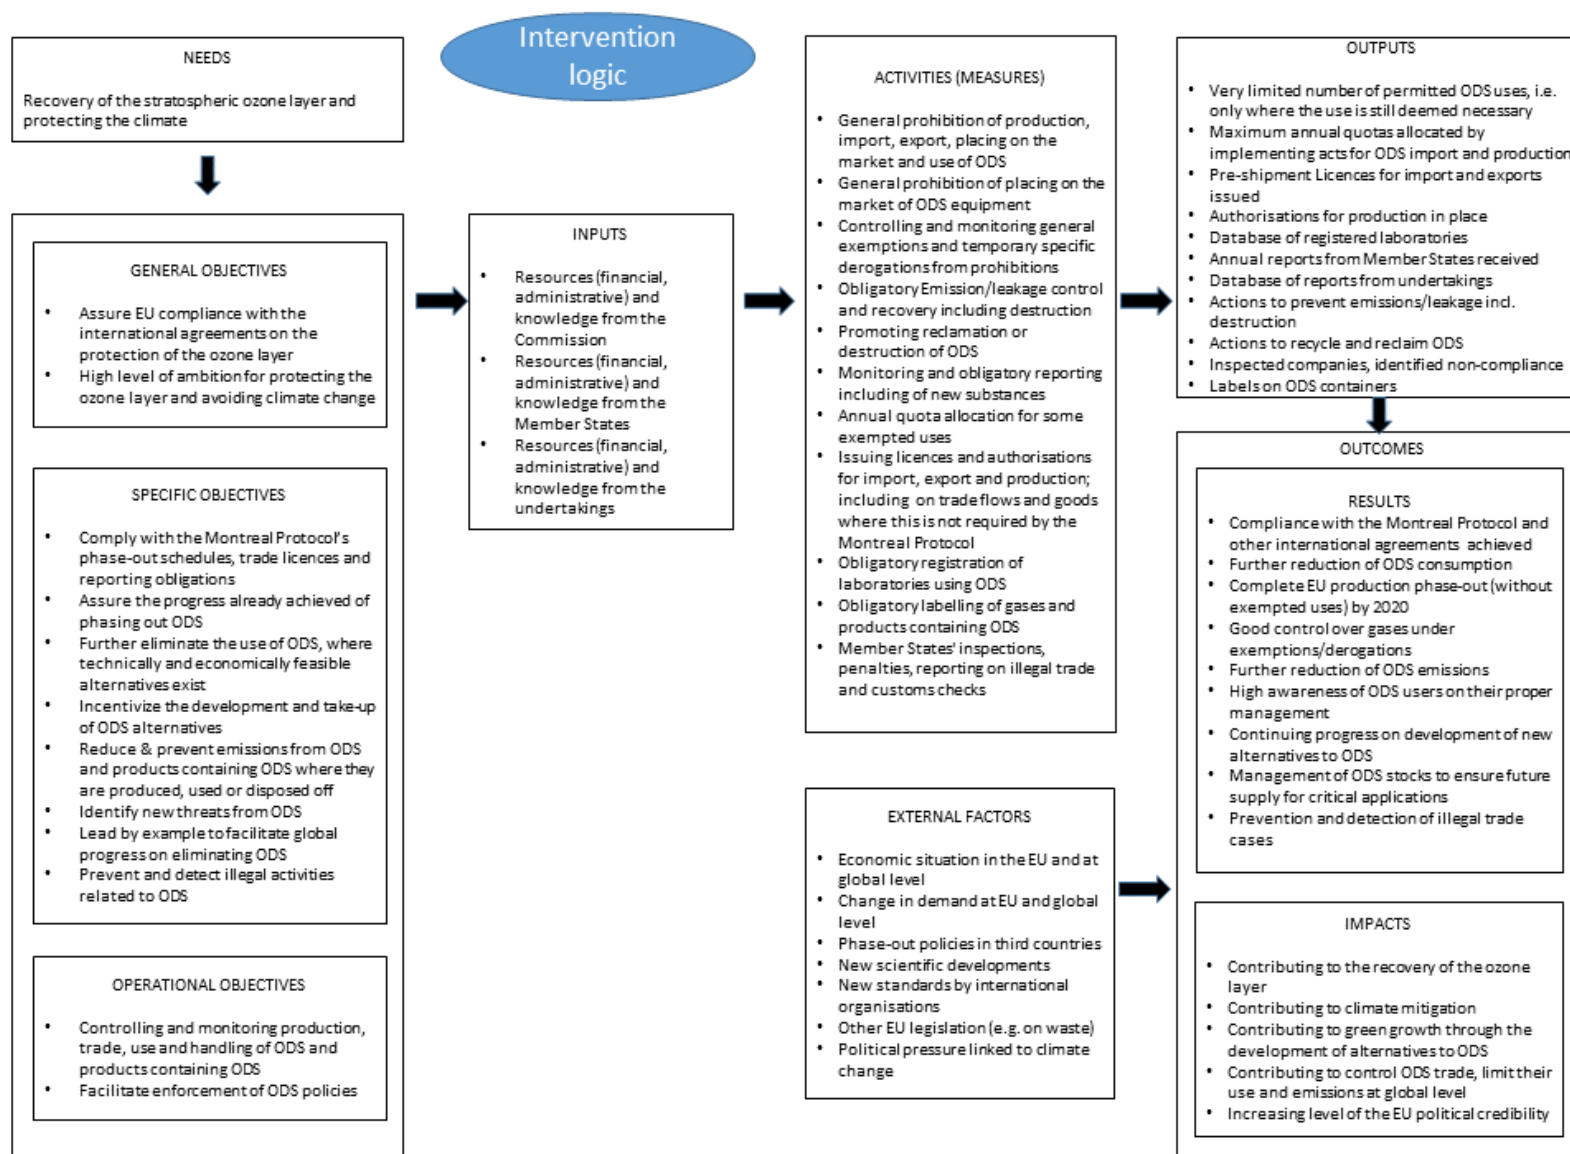 Intervention
logic
NEEDS
Recovery of the stratospheric ozone layer and
protecting the climate
GENERAL OBJECTIVES
• Assure EU compliance with the
international agreements on the
protection of the ozone layer
• High level of ambition for protecting the
ozone layer and avoiding climate change
SPECIFIC OBJECTIVES
• Comply with the Montreal Protocol's
phase-out schedules, trade licences and
reporting obligations
• Assure the progress already achieved of
phasing out ODS
• Further eliminate the use of ODS, where
technically and economically feasible
alternatives exist
• Incentivize the development and take-up
of ODS alternatives
• Reduce & prevent emissions from ODS
and products containing ODS where they
are produced, used or disposed off
• Identify new threats from ODS
• Lead by example to facilitate global
progress on eliminating ODS
• Prevent and detect illegal activities
related to ODS
OPERATIONAL OBJECTIVES
• Controlling and monitoring production,
trade, use and handling of ODS and
products containing ODS
• Facilitate enforcement of ODS policies
INPUTS
• Resources (financial,
administrative) and
knowledge from the
Commission
• Resources (financial,
administrative) and
knowledge from the
Member States
• Resources (financial,
administrative) and
knowledge from the
undertakings
ACTIVITIES (MEASURES)
• General prohibition of production,
import, export, placing on the
market and use of ODS
• General prohibition of placing on the
market of ODS equipment
• Controlling and monitoring general
exemptions and temporary specific
derogations from prohibitions
• Obligatory Emission/leakage control
and recovery including destruction
• Promoting reclamation or
destruction of ODS
• Monitoring and obligatory reporting
including of new substances
• Annual quota allocation for some
exempted uses
• Issuing licences and authorisations
for import, export and production;
including on trade flows and goods
where this is not required by the
Montreal Protocol
• Obligatory registration of
laboratories using ODS
• Obligatory labelling of gases and
products containing ODS
• Member States' inspections,
penalties, reporting on illegal trade
and customs checks
EXTERNAL FACTORS
• Economic situation in the EU and at
global level
• Change in demand at EU and global
level
• Phase-out policies in third countries
• New scientific developments
• New standards by international
organisations
• Other EU legislation (e.g. on waste)
• Political pressure linked to climate
change
OUTPUTS
• Very limited number of permitted ODS uses, i.e.
only where the use is still deemed necessary
• Maximum annual quotas allocated by
implementing acts for ODS import and production
• Pre-shipment Licences for import and exports
issued
• Authorisations for production in place
• Database of registered laboratories
• Annual reports from Member States received
• Database of reports from undertakings
• Actions to prevent emissions/leakage incl.
destruction
• Actions to recycle and reclaim ODS
• Inspected companies, identified non-compliance
• Labels on ODS containers
OUTCOMES
RESULTS
• Compliance with the Montreal Protocol and
other international agreements achieved
• Further reduction of ODS consumption
• Complete EU production phase-out (without
exempted uses) by 2020
• Good control over gases under
exemptions/derogations
• Further reduction of ODS emissions
• High awareness of ODS users on their proper
management
• Continuing progress on development of new
alternatives to ODS
• Management of ODS stocks to ensure future
supply for critical applications
• Prevention and detection of illegal trade
cases
IMPACTS
• Contributing to the recovery of the ozone
layer
• Contributing to climate mitigation
• Contributing to green growth through the
development of alternatives to ODS
• Contributing to control ODS trade, limit their
use and emissions at global level
• Increasing level of the EU political credibility